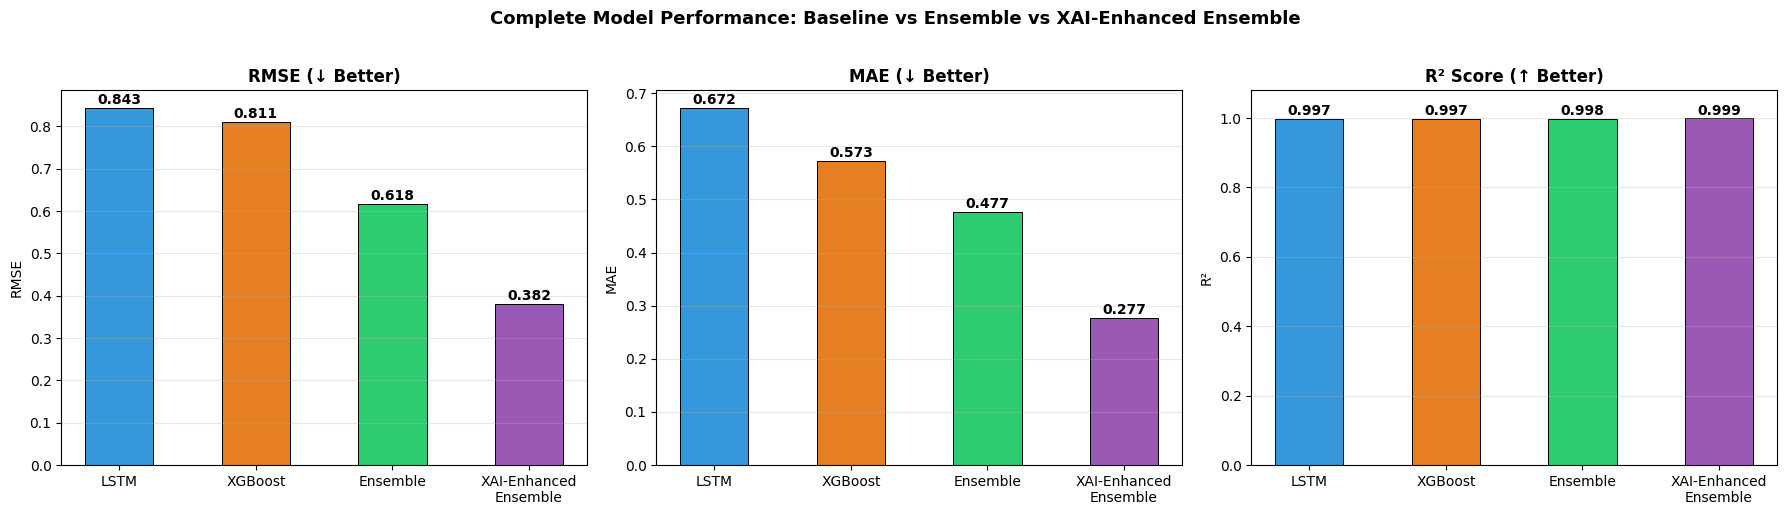 Complete Model Performance: Baseline vs Ensemble vs XAI-Enhanced Ensemble
RMSE (↓ Better)
RMSE
0.8
0.7
0.6
0.5
0.4
0.3
0.2
0.1
0.0
0.843
0.811
0.618
0.382
LSTM
XGBoost
Ensemble
XAI-Enhanced
Ensemble
MAE (↓ Better)
MAE
0.7
0.6
0.5
0.4
0.3
0.2
0.1
0.0
0.672
0.573
0.477
0.277
LSTM
XGBoost
Ensemble
XAI-Enhanced
Ensemble
R² Score (↑ Better)
R²
1.0
0.8
0.6
0.4
0.2
0.0
0.997
0.997
0.998
0.999
LSTM
XGBoost
Ensemble
XAI-Enhanced
Ensemble